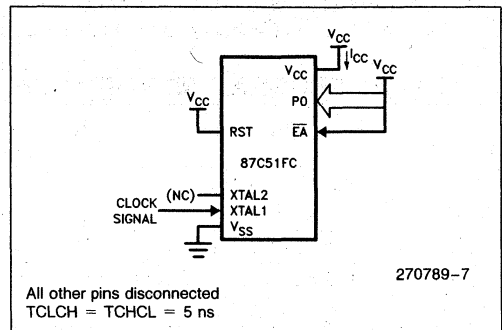 VCC
ICC
VCC
VCC
P0
VCC
RST
EA
87C51FC
(NC)
XTAL2
CLOCK
SIGNAL
XTAL1
VSS
270789-7
All other pins disconnected
TCLCH = TCHCL = 5 ns